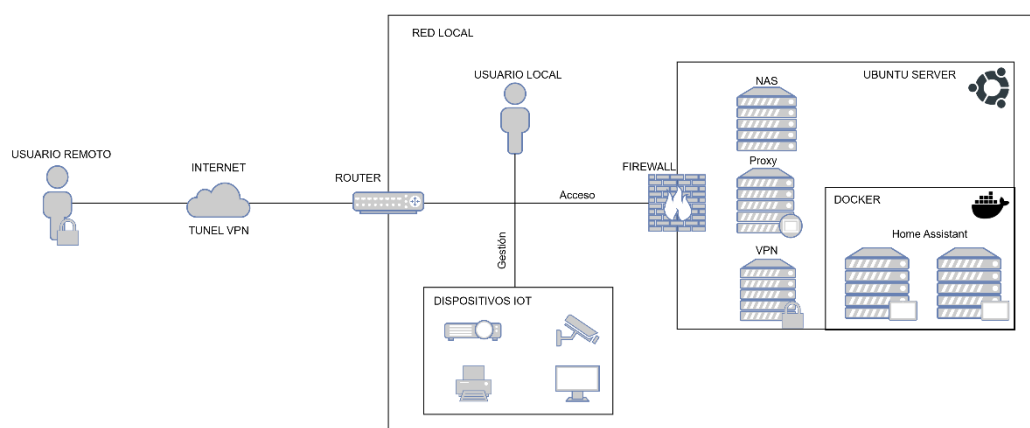 RED LOCAL
USUARIO LOCAL
UBUNTU SERVER
NAS
USUARIO REMOTO
INTERNET
ROUTER
FIREWALL
Proxy
Acceso
DOCKER
TUNEL VPN
Home Assistant
Gestión
VPN
DISPOSITIVOS IOT